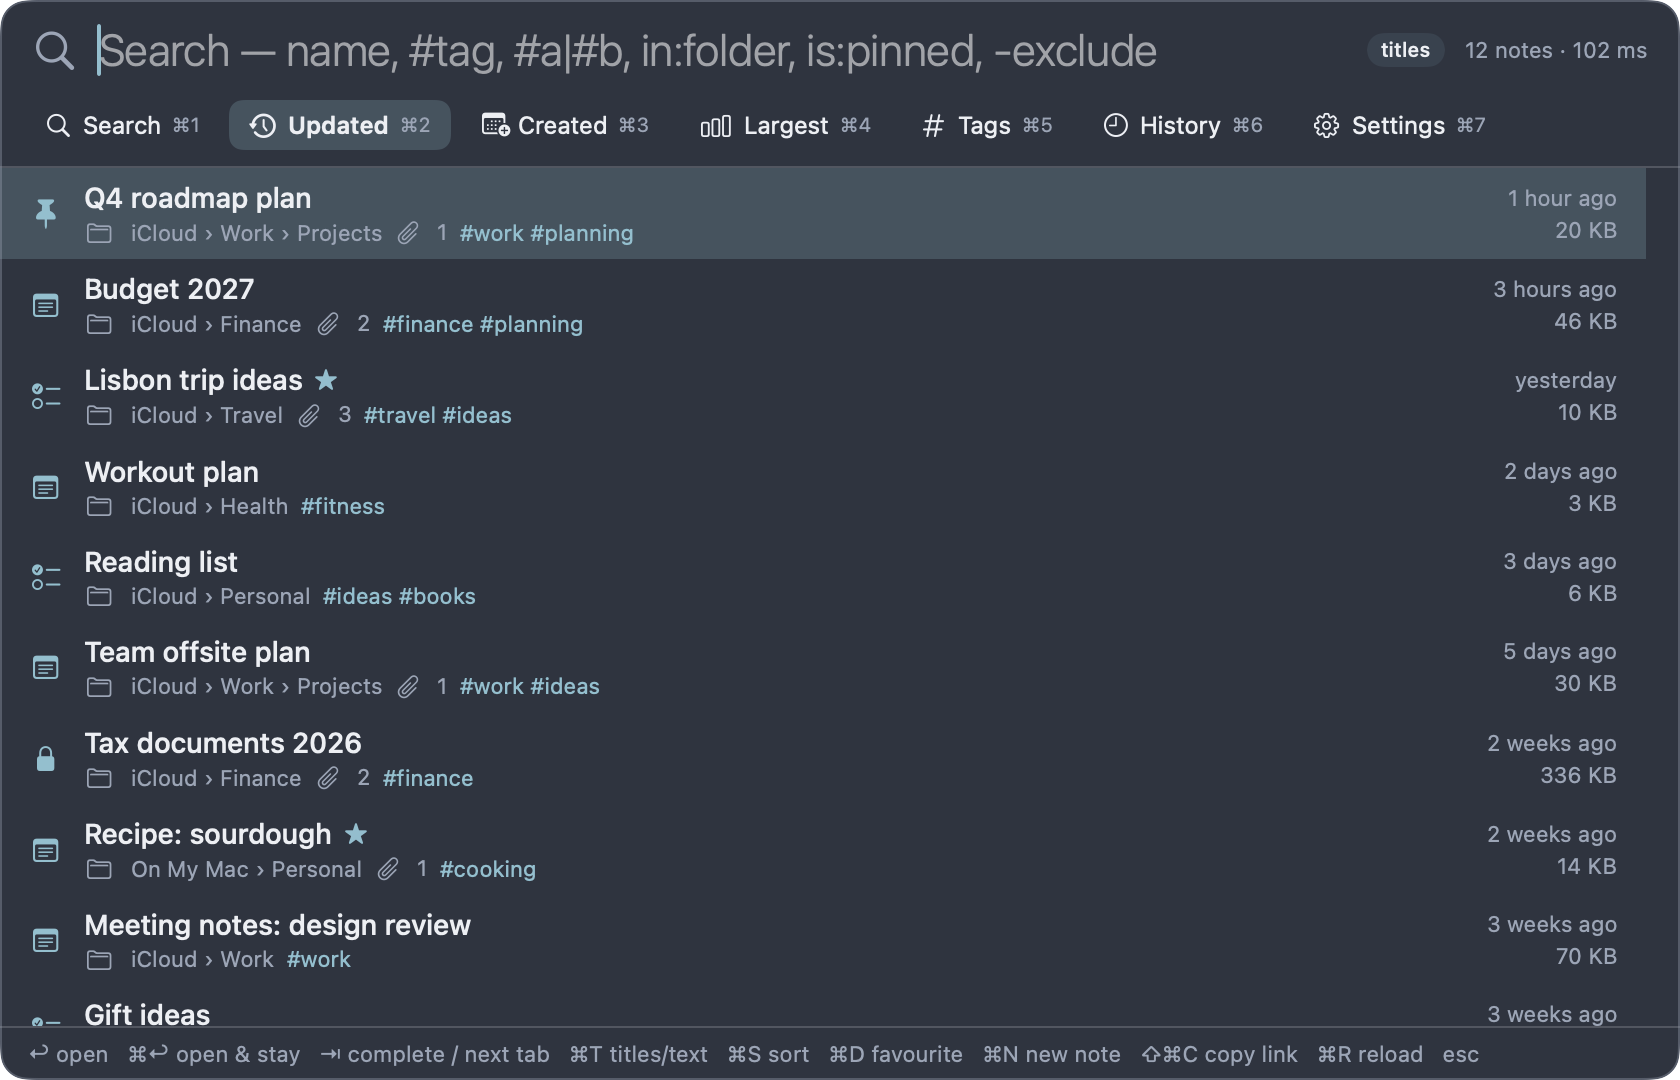 Search — name, #tag, #a|#b, in:folder, is:pinned, -exclude titles 12 notes · 102 ms
Search ⌘1 Updated ⌘2 Created ⌘3 Largest ⌘4 # Tags ⌘5 History ⌘6 Settings ⌘7
Q4 roadmap plan 1 hour ago
iCloud › Work › Projects 1 #work #planning 20 KB
Budget 2027 3 hours ago
iCloud › Finance 2 #finance #planning 46 KB
Lisbon trip ideas ★ yesterday
iCloud › Travel 3 #travel #ideas 10 KB
Workout plan 2 days ago
iCloud › Health #fitness 3 KB
Reading list 3 days ago
iCloud › Personal #ideas #books 6 KB
Team offsite plan 5 days ago
iCloud › Work › Projects 1 #work #ideas 30 KB
Tax documents 2026 2 weeks ago
iCloud › Finance 2 #finance 336 KB
Recipe: sourdough ★ 2 weeks ago
On My Mac › Personal 1 #cooking 14 KB
Meeting notes: design review 3 weeks ago
iCloud › Work #work 70 KB
Gift ideas 3 weeks ago
↩ open ⌘↩ open & stay ⇥ complete / next tab ⌘T titles/text ⌘S sort ⌘D favourite ⌘N new note ⇧⌘C copy link ⌘R reload esc